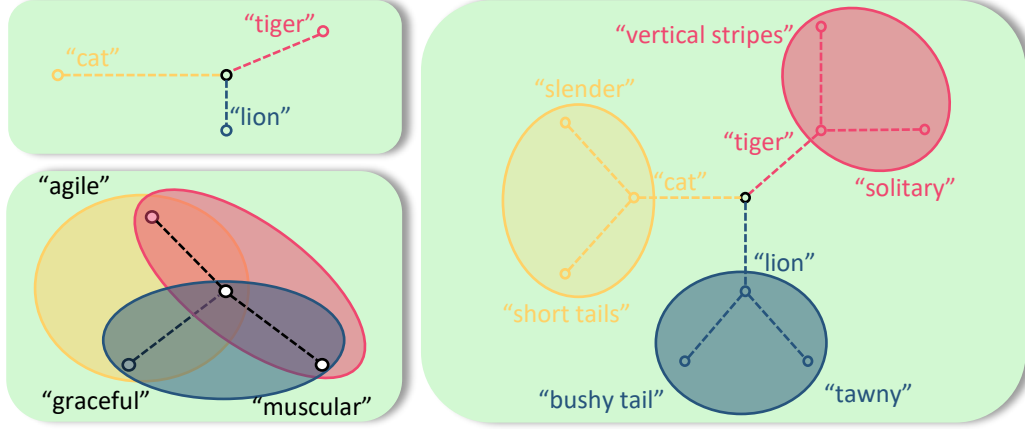 “tiger”
“cat”
“lion”
“agile”
“graceful”
“muscular”
“vertical stripes”
“slender”
“tiger”
“cat”
“solitary”
“lion”
“short tails”
“bushy tail”
“tawny”